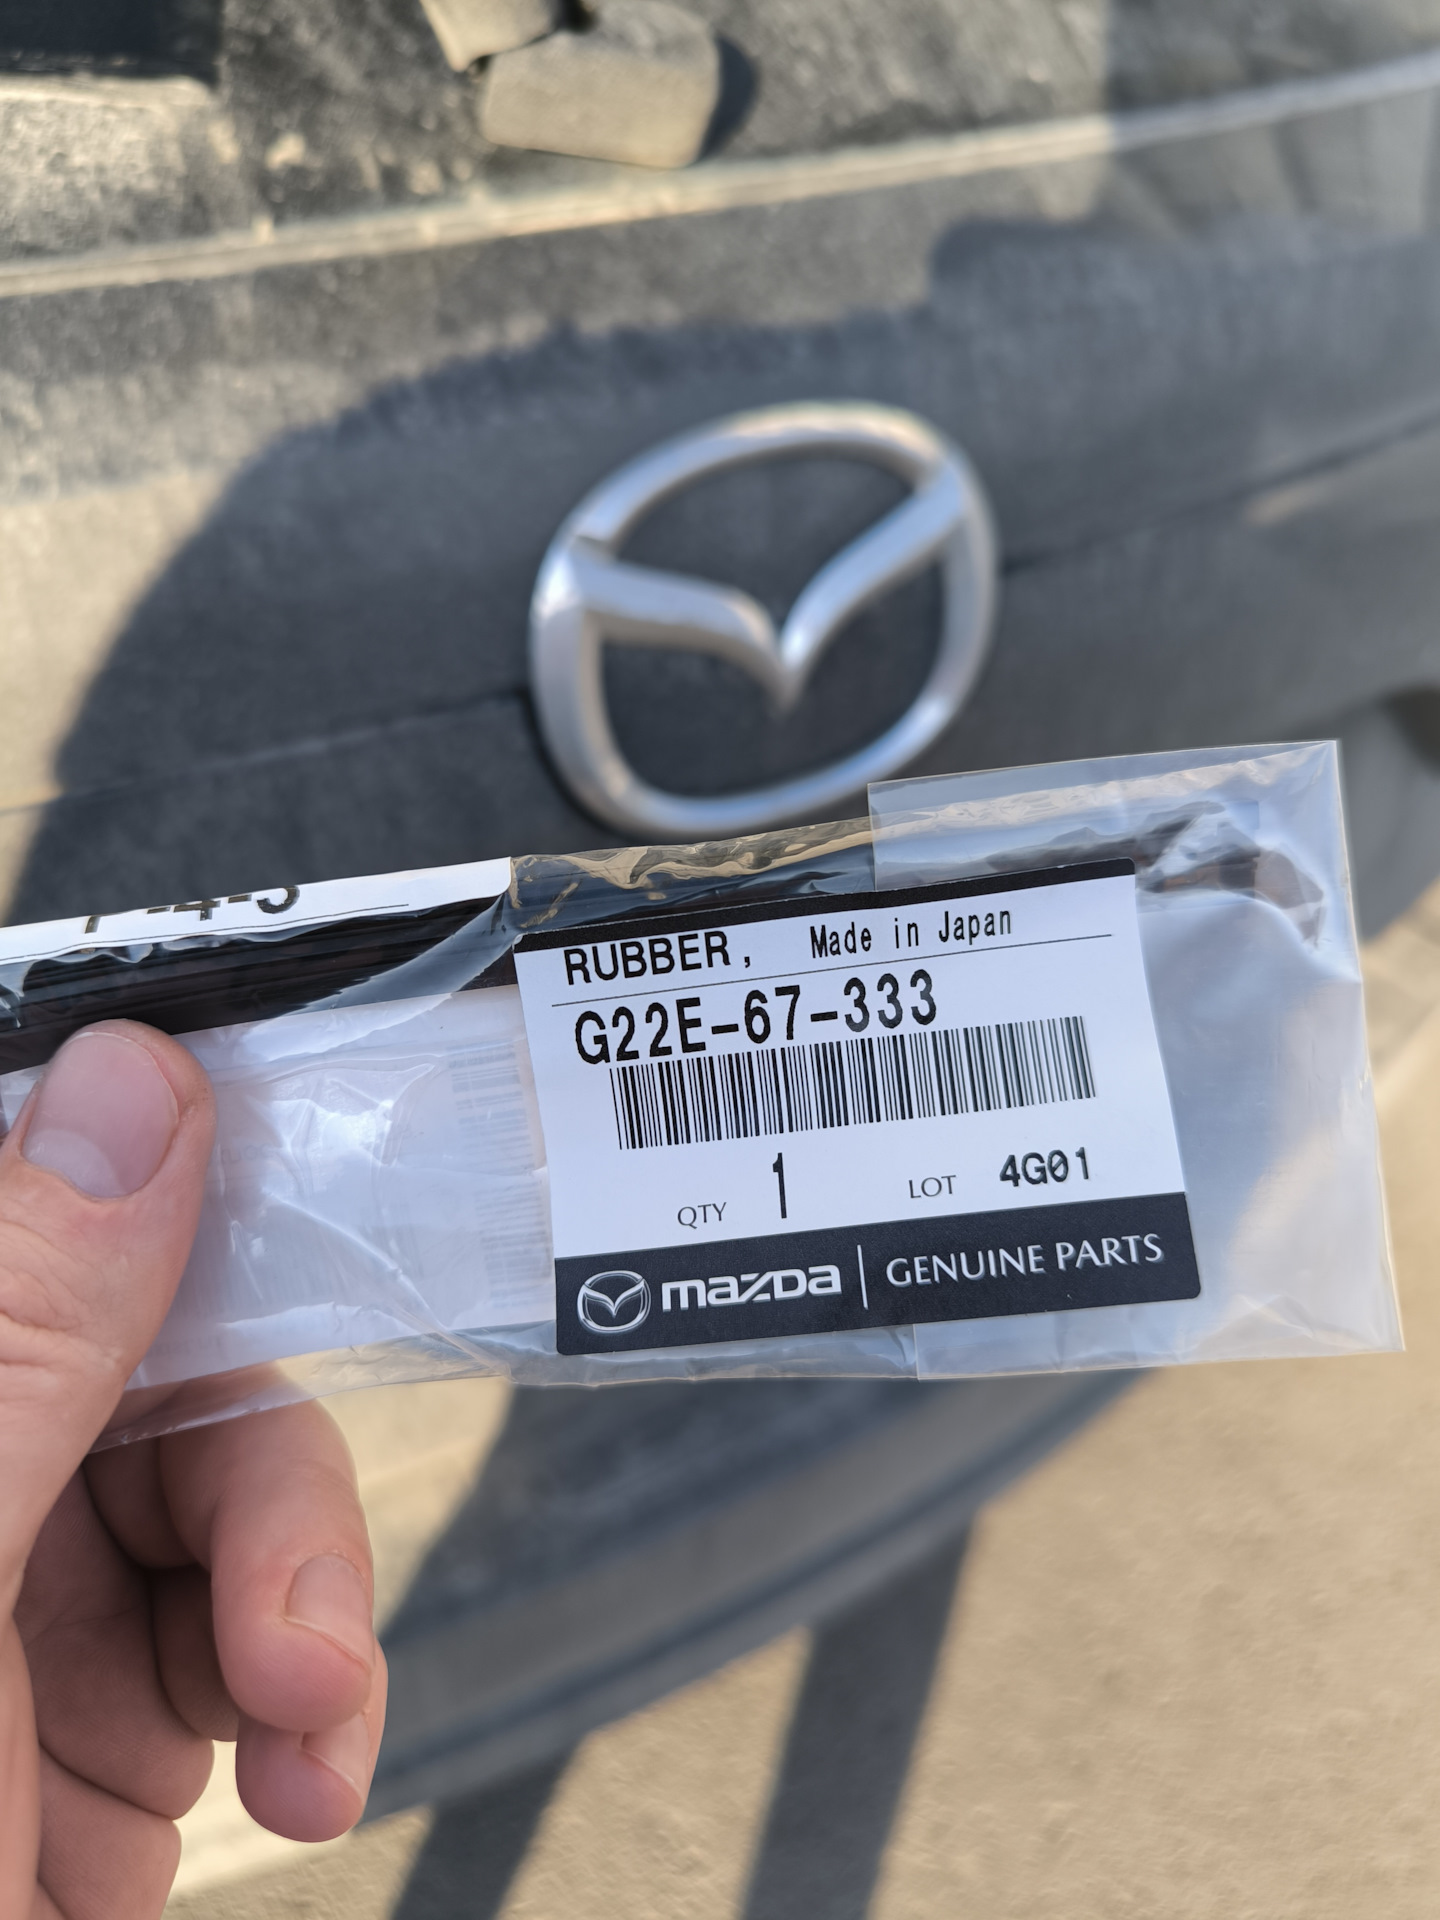 RUBBER, Made in Japan
G22E-67-333
QTY 1 LOT 4G01
mazda GENUINE PARTS